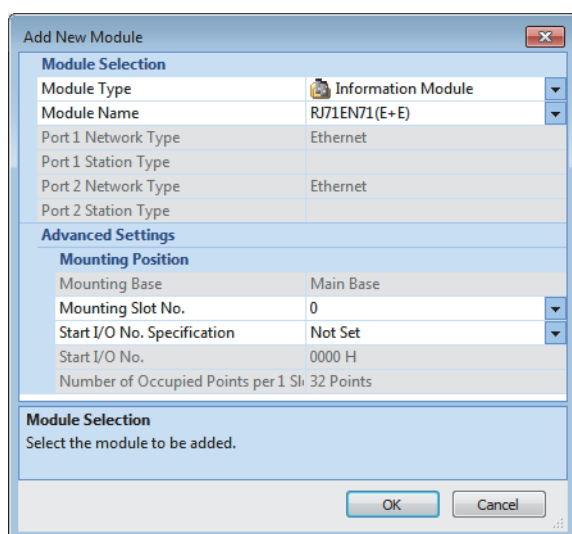 Add New Module
Module Selection
Module Type Information Module
Module Name RJ71EN71(E+E)
Port 1 Network Type Ethernet
Port 1 Station Type
Port 2 Network Type Ethernet
Port 2 Station Type
Advanced Settings
Mounting Position
Mounting Base Main Base
Mounting Slot No. 0
Start I/O No. Specification Not Set
Start I/O No. 0000 H
Number of Occupied Points per 1 Sl 32 Points
Module Selection
Select the module to be added.
OK Cancel